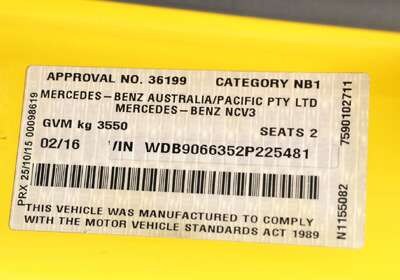 APPROVAL NO. 36199 CATEGORY NB1
MERCEDES-BENZ AUSTRALIA/PACIFIC PTY LTD
MERCEDES-BENZ NCV3
GVM kg 3550 SEATS 2
02/16 VIN WDB9066352P225481
THIS VEHICLE WAS MANUFACTURED TO COMPLY
WITH THE MOTOR VEHICLE STANDARDS ACT 1989
PRX 25/10/15 00098619
7590102711
N1155082